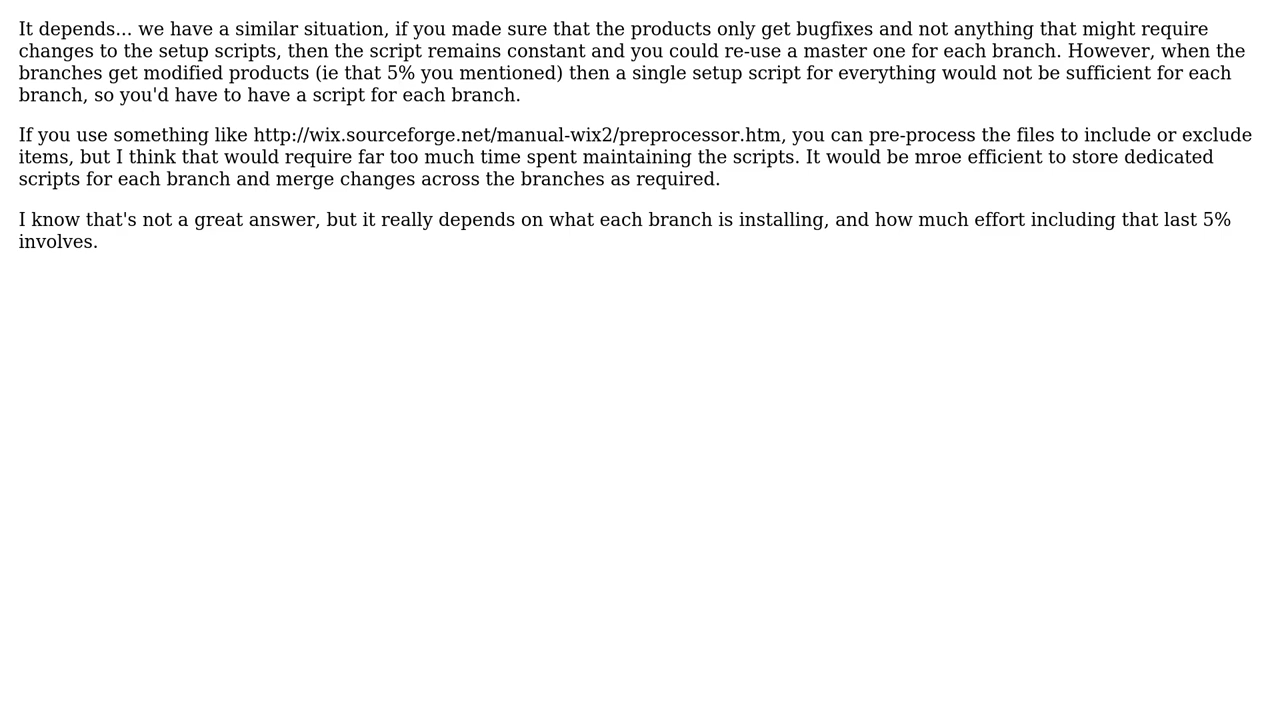 It depends... we have a similar situation, if you made sure that the products only get bugfixes and not anything that might require
changes to the setup scripts, then the script remains constant and you could re-use a master one for each branch. However, when the
branches get modified products (ie that 5% you mentioned) then a single setup script for everything would not be sufficient for each
branch, so you'd have to have a script for each branch.
If you use something like http://wix.sourceforge.net/manual-wix2/preprocessor.htm, you can pre-process the files to include or exclude
items, but I think that would require far too much time spent maintaining the scripts. It would be mroe efficient to store dedicated
scripts for each branch and merge changes across the branches as required.
I know that's not a great answer, but it really depends on what each branch is installing, and how much effort including that last 5%
involves.